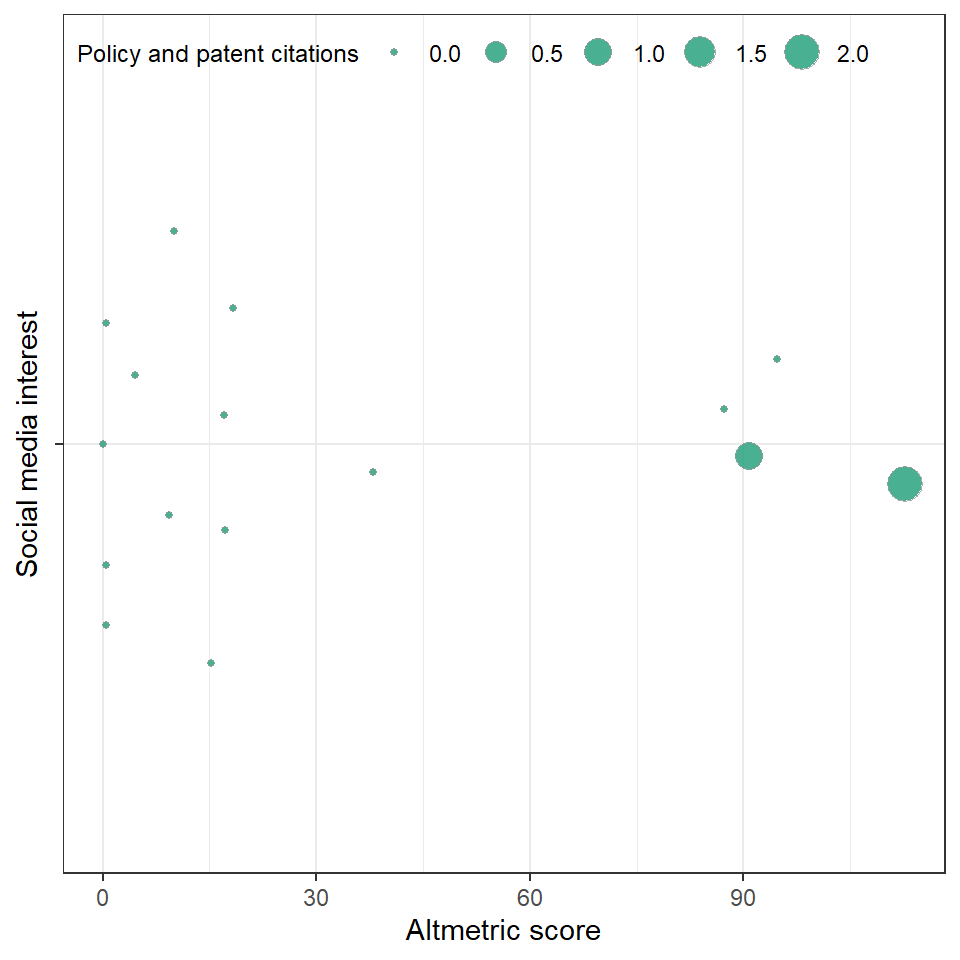 Policy and patent citations 0.0 0.5 1.0 1.5 2.0
Social media interest
0 30 60 90
Altmetric score